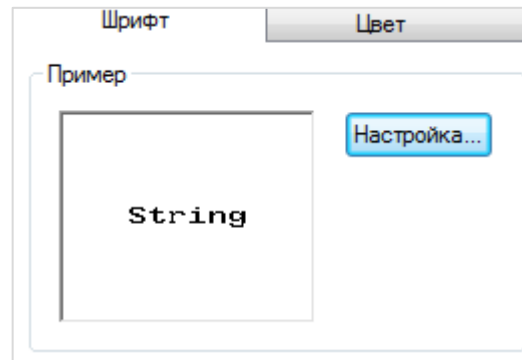 Шрифт
Цвет
Пример
Настройка...
String